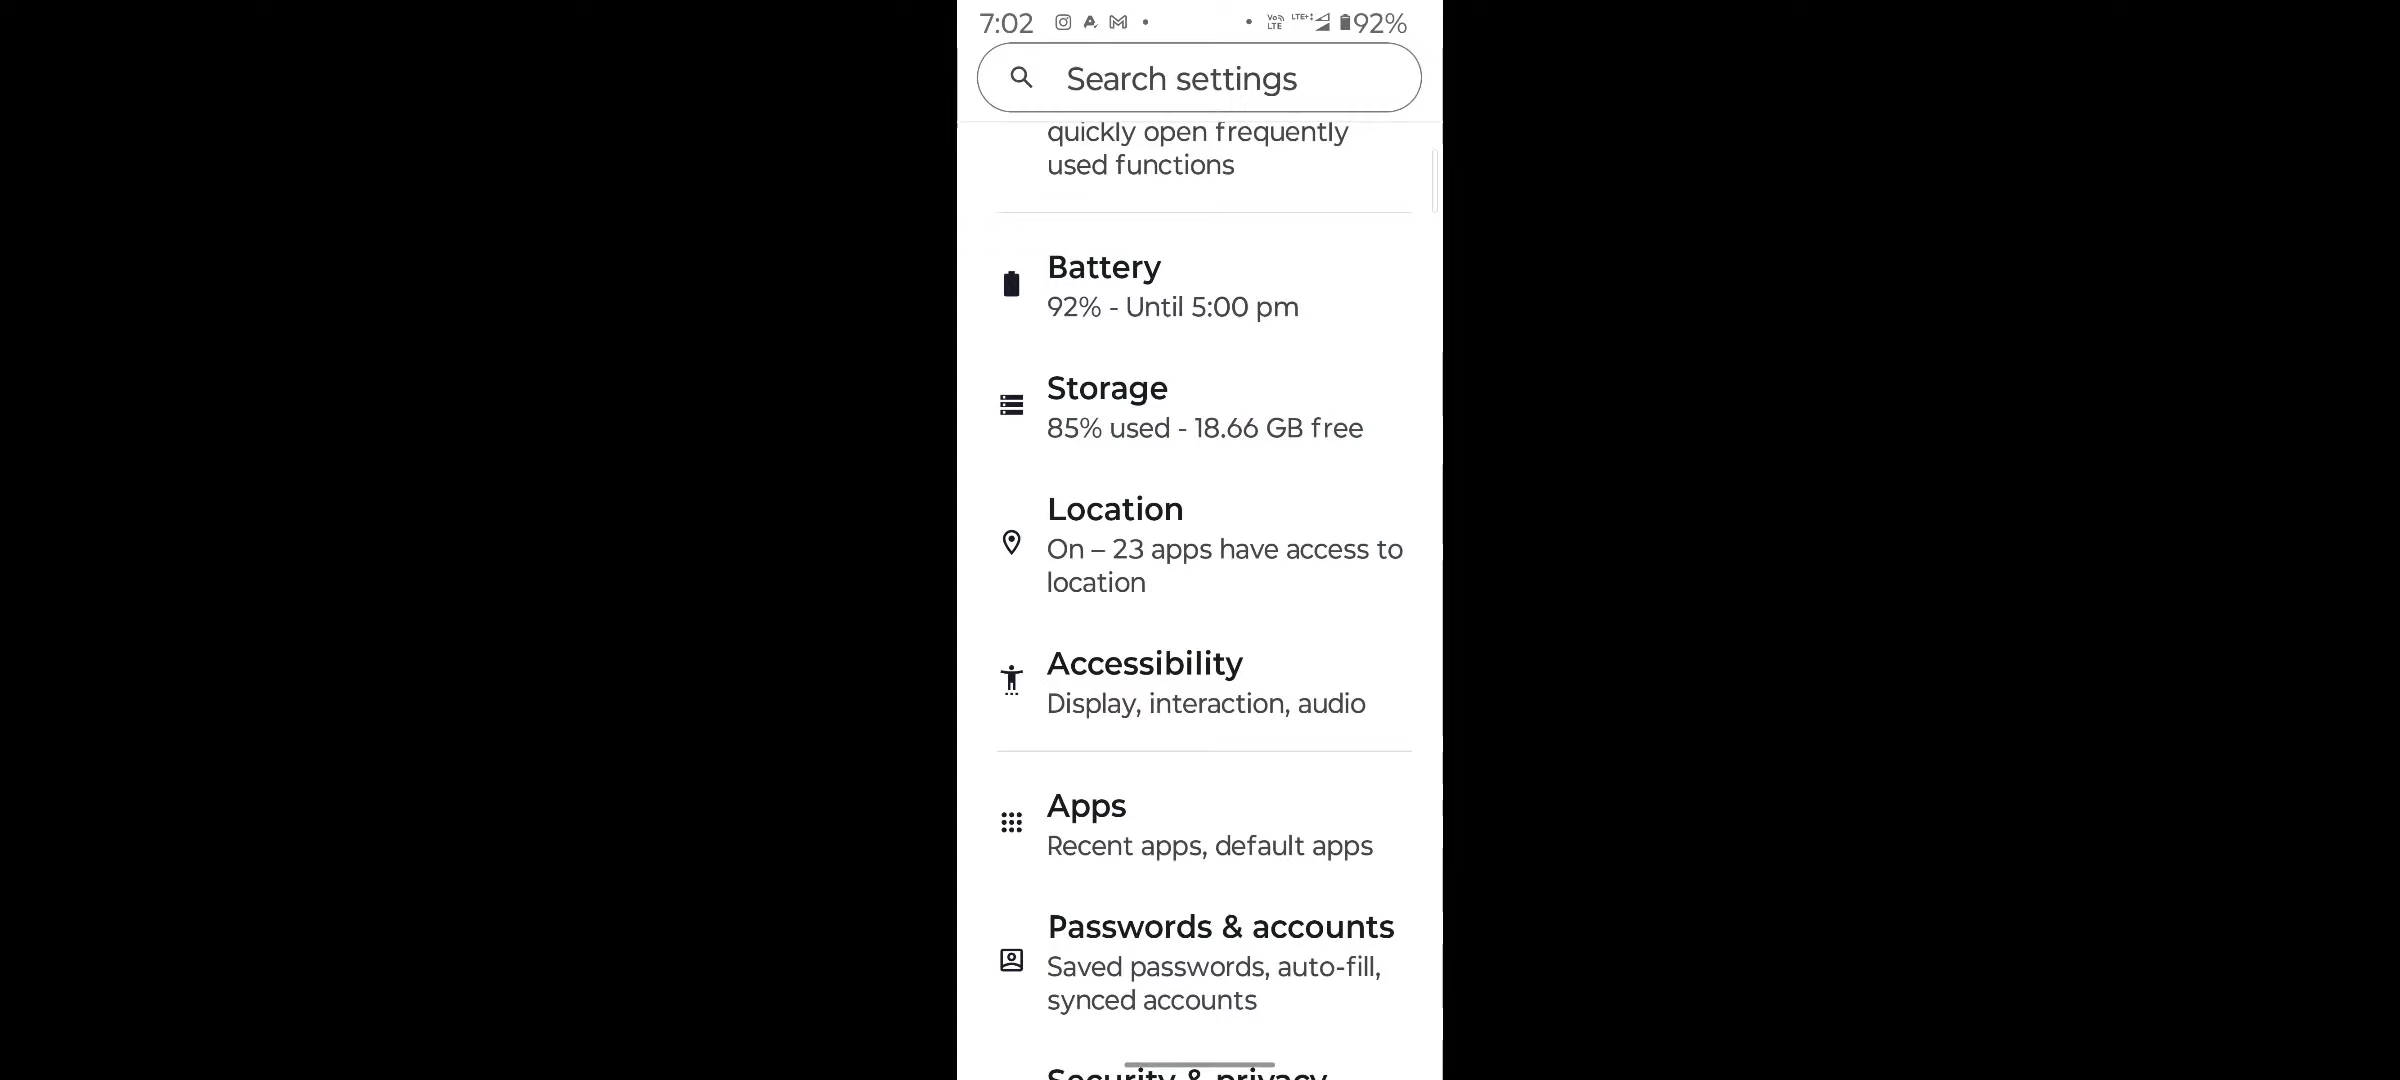 7:02 92%
Search settings
quickly open frequently
used functions
Battery
92% - Until 5:00 pm
Storage
85% used - 18.66 GB free
Location
On – 23 apps have access to
location
Accessibility
Display, interaction, audio
Apps
Recent apps, default apps
Passwords & accounts
Saved passwords, auto-fill,
synced accounts
Security & privacy